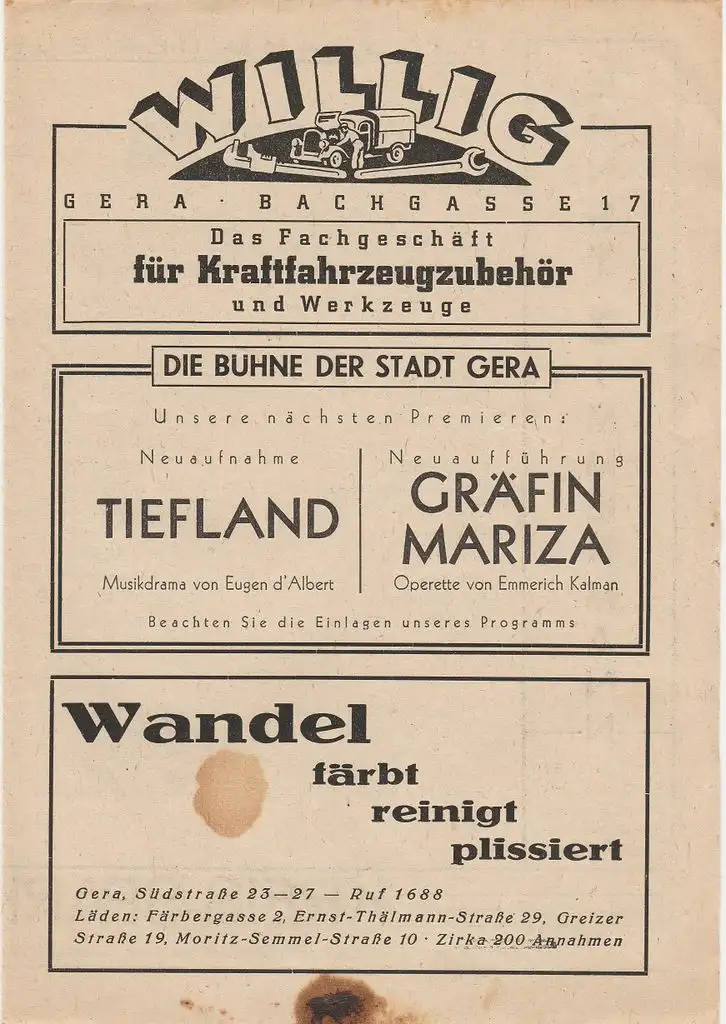 WILLIG
GERA · BACHGASSE 17
Das Fachgeschäft
für Kraftfahrzeugzubehör
und Werkzeuge
DIE BÜHNE DER STADT GERA
Unsere nächsten Premieren:
Neuaufnahme
TIEFLAND
Musikdrama von Eugen d'Albert
Neuaufführung
GRÄFIN
MARIZA
Operette von Emmerich Kalman
Beachten Sie die Einlagen unseres Programms
Wandel
färbt
reinigt
plissiert
Gera, Südstraße 23—27 — Ruf 1688
Läden: Färbergasse 2, Ernst-Thälmann-Straße 29, Greizer
Straße 19, Moritz-Semmel-Straße 10 · Zirka 200 Annahmen